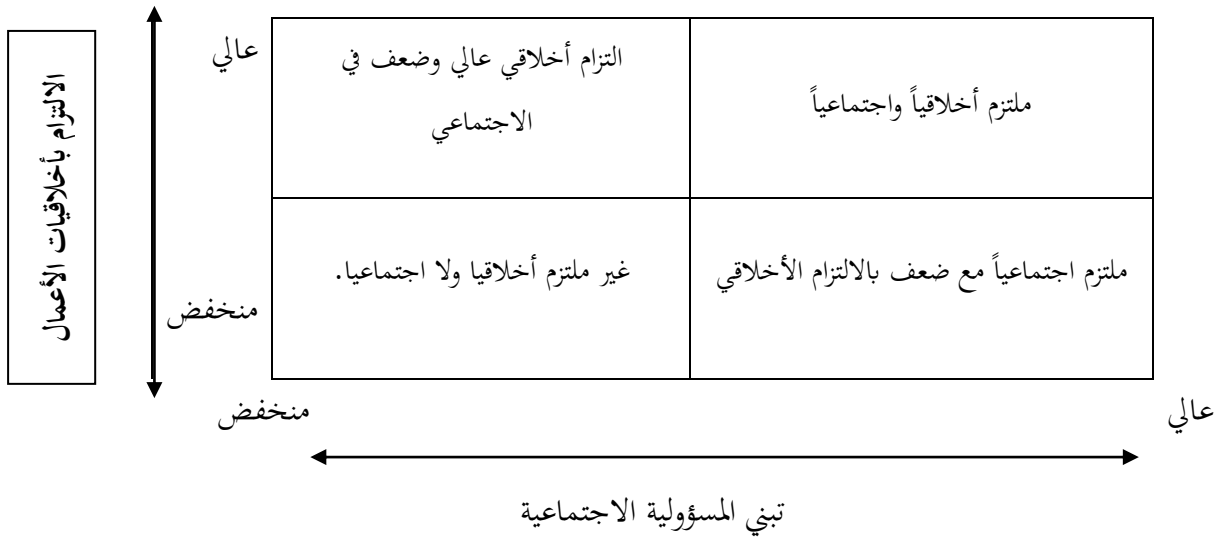 الالتزام بأخلاقيات الأعمال
عالي
منخفض
ملتزم أخلاقياً واجتماعياً
التزام أخلاقي عالي وضعف في
الاجتماعي
ملتزم اجتماعياً مع ضعف بالالتزام الأخلاقي
غير ملتزم أخلاقيا ولا اجتماعيا.
عالي
منخفض
تبني المسؤولية الاجتماعية